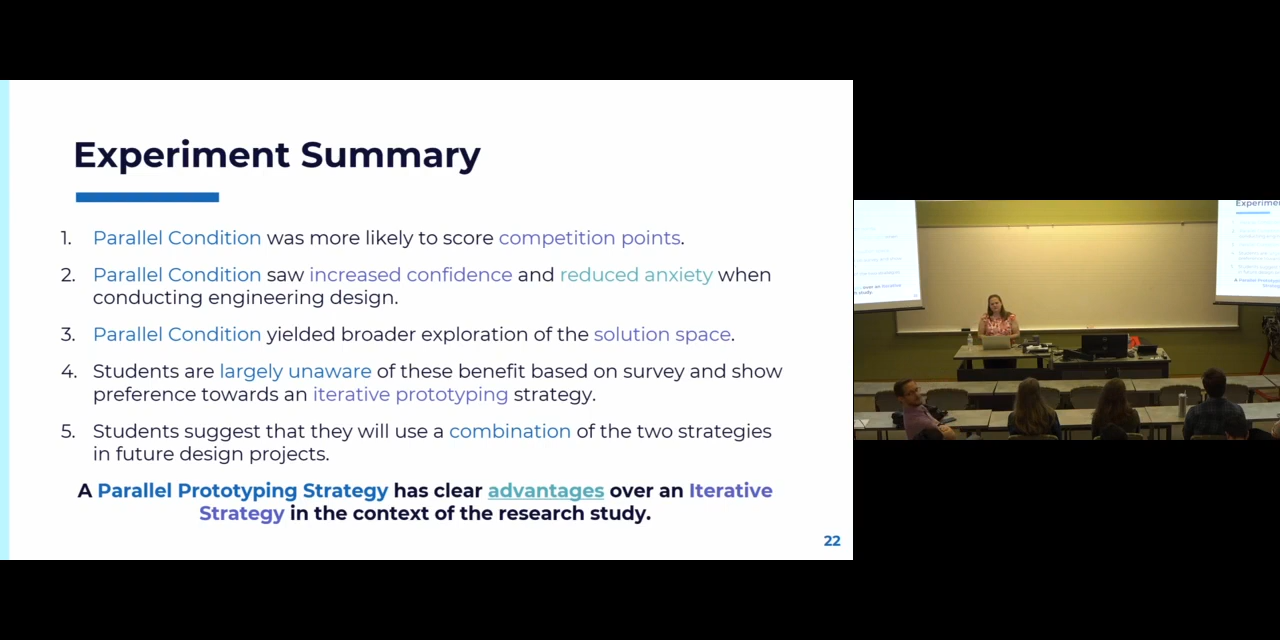 Experiment Summary
1. Parallel Condition was more likely to score competition points.
2. Parallel Condition saw increased confidence and reduced anxiety when
conducting engineering design.
3. Parallel Condition yielded broader exploration of the solution space.
4. Students are largely unaware of these benefit based on survey and show
preference towards an iterative prototyping strategy.
5. Students suggest that they will use a combination of the two strategies
in future design projects.
A Parallel Prototyping Strategy has clear advantages over an Iterative
Strategy in the context of the research study.
22